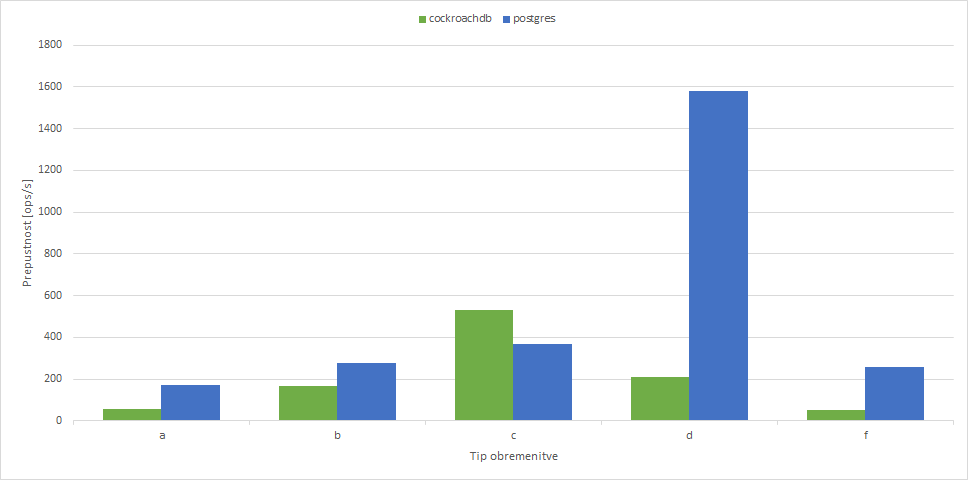 cockroachdb postgres
1800
1600
1400
1200
1000
800
600
400
200
0
Prepustnost [ops/s]
a b c d f
Tip obremenitve